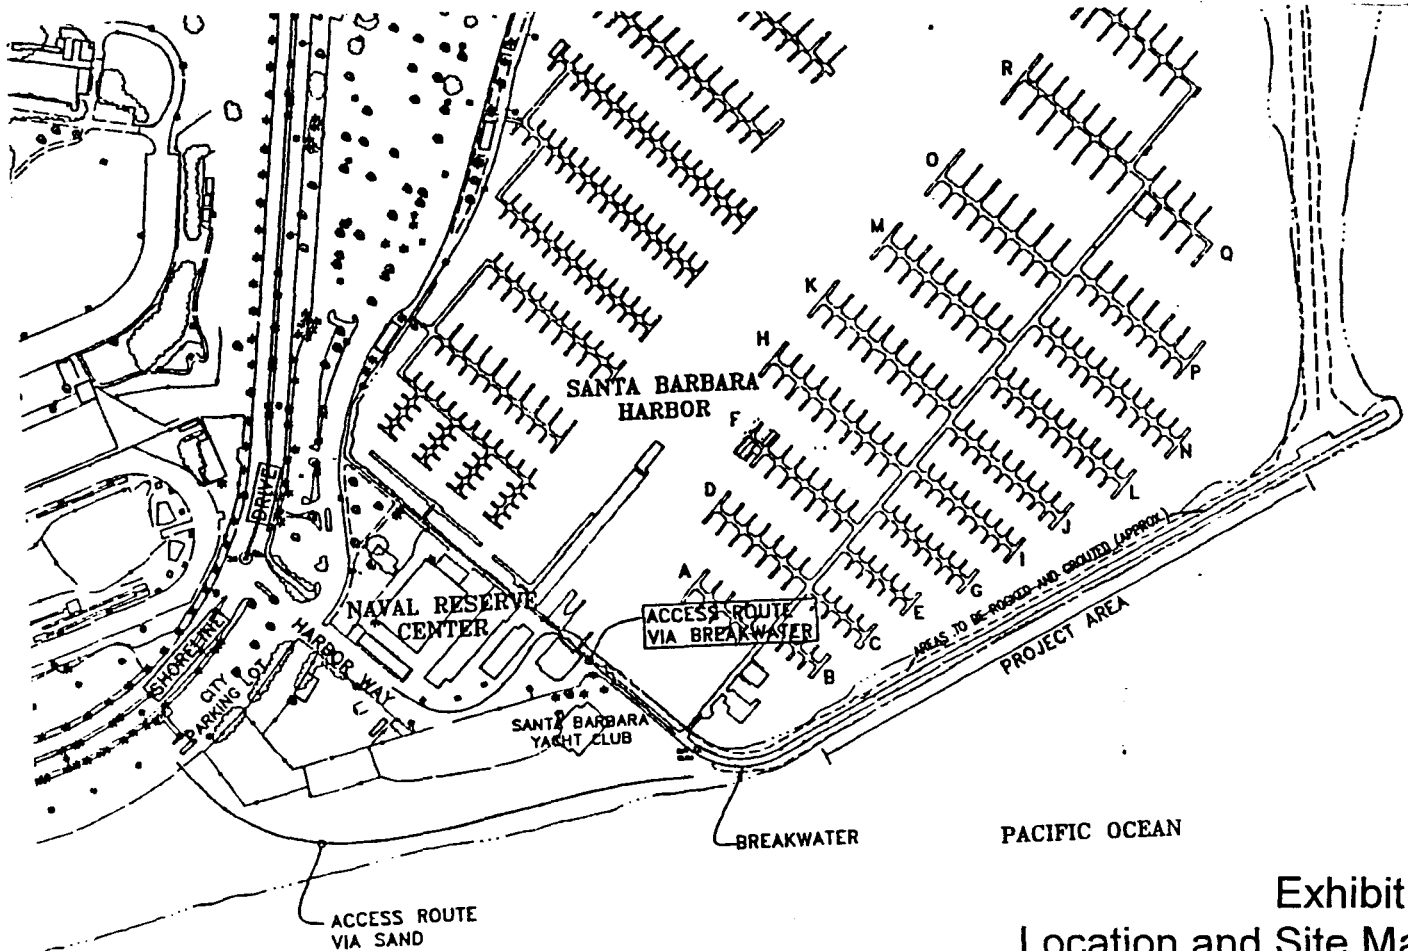 R
O
M
Q
K
H
P
SANTA BARBARA
HARBOR
F
N
L
D
J
I
G
DRIVE
A
E
C
B
NAVAL RESERVE
CENTER
ACCESS ROUTE
VIA BREAKWATER
AREAS TO BE ROCKED AND GROUTED (APPROX.)
PROJECT AREA
HARBOR WAY
SHORELINE
CITY
PARKING LOT
SANTA BARBARA
YACHT CLUB
BREAKWATER
PACIFIC OCEAN
ACCESS ROUTE
VIA SAND
Exhibit
Location and Site Ma